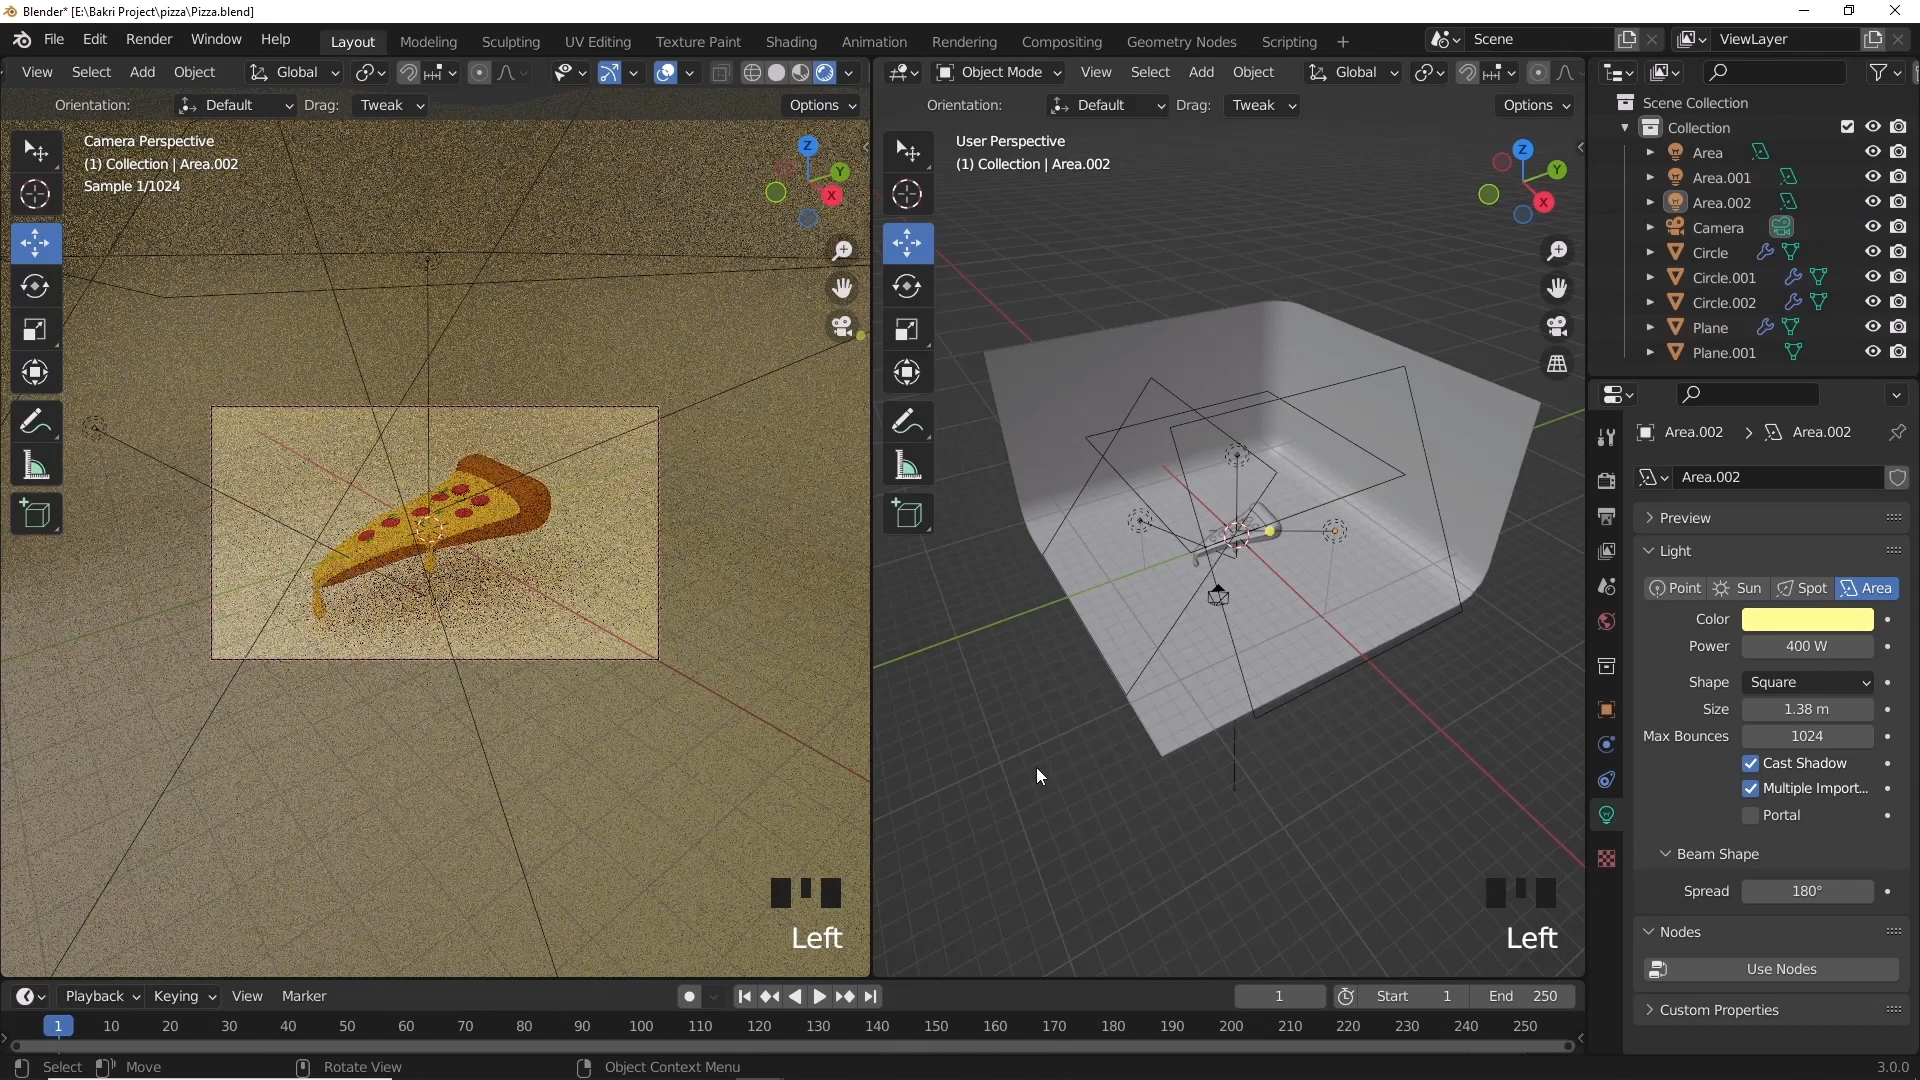 Blender* [E:\Bakri Project\pizza\Pizza.blend]
File Edit Render Window Help
Layout Modeling Sculpting UV Editing Texture Paint Shading Animation Rendering Compositing Geometry Nodes Scripting
Scene
ViewLayer
View Select Add Object Global
Object Mode View Select Add Object Global
Orientation: Default Drag: Tweak Options
Orientation: Default Drag: Tweak Options
Camera Perspective
(1) Collection | Area.002
Sample 1/1024
Z
Y
X
User Perspective
(1) Collection | Area.002
Z
Y
X
Left
Left
Scene Collection
Collection
Area
Area.001
Area.002
Camera
Circle
Circle.001
Circle.002
Plane
Plane.001
Area.002 > Area.002
Area.002
Preview
Light
Point Sun Spot Area
Color
Power 400 W
Shape Square
Size 1.38 m
Max Bounces 1024
Cast Shadow
Multiple Import...
Portal
Beam Shape
Spread 180°
Nodes
Use Nodes
Custom Properties
Playback Keying View Marker
1 Start 1 End 250
1 10 20 30 40 50 60 70 80 90 100 110 120 130 140 150 160 170 180 190 200 210 220 230 240 250
Select Move Rotate View Object Context Menu 3.0.0